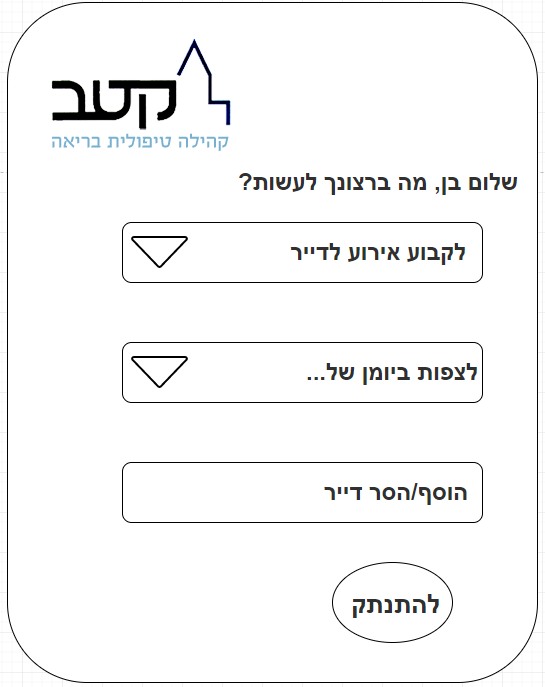 קטב
קהילה טיפולית בריאה
שלום בן, מה ברצונך לעשות?
לקבוע אירוע לדייר
לצפות ביומן של...
הוסף/הסר דייר
להתנתק